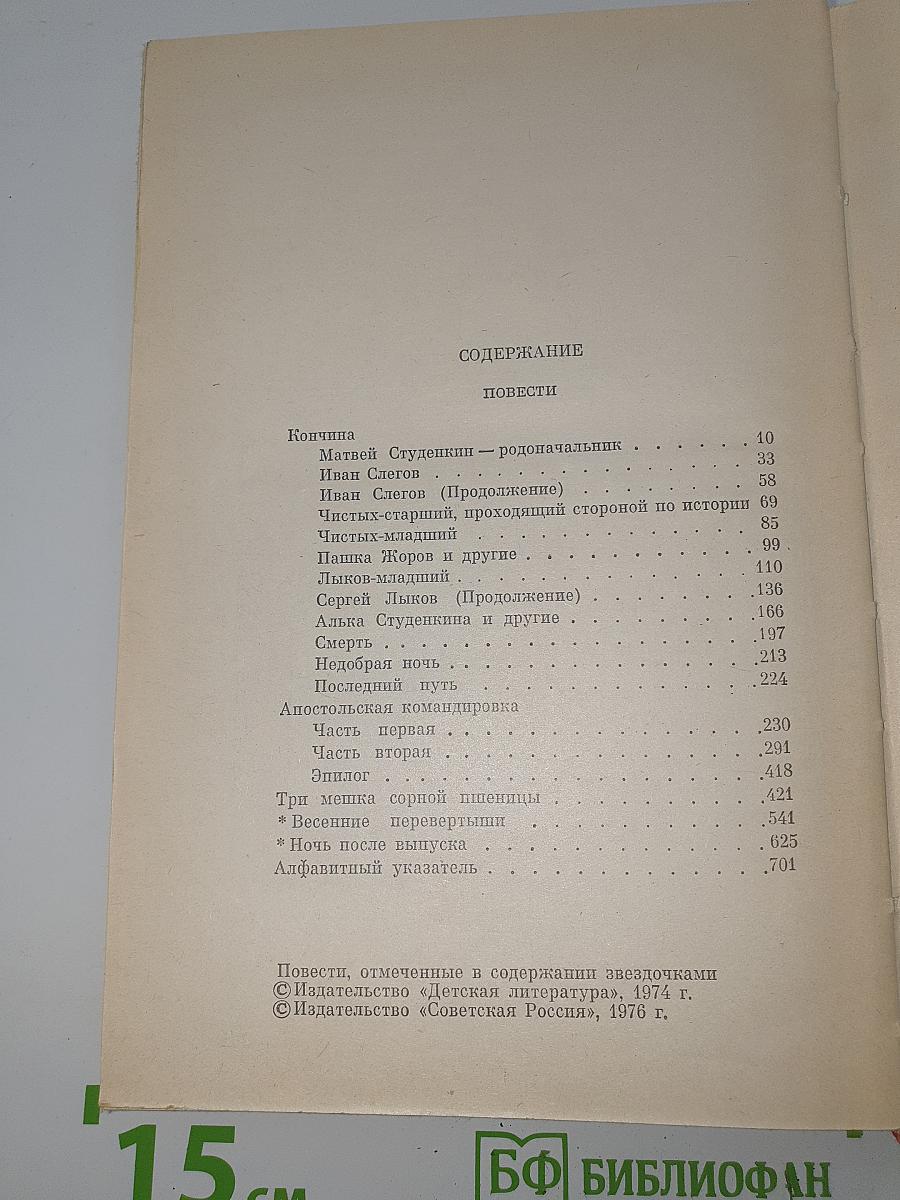 СОДЕРЖАНИЕ
ПОВЕСТИ
Кончина
Матвей Студенкин — родоначальник . . . . . . 10
Иван Слегов . . . . . . . . . . . . . . 33
Иван Слегов (Продолжение) . . . . . . . . 58
Чистых-старший, проходящий стороной по истории 69
Чистых-младший . . . . . . . . . . . . . 85
Пашка Жоров и другие . . . . . . . . . . . 99
Лыков-младший . . . . . . . . . . . . . . 110
Сергей Лыков (Продолжение) . . . . . . . . 136
Алька Студенкина и другие . . . . . . . . . 166
Смерть . . . . . . . . . . . . . . . . . 197
Недобрая ночь . . . . . . . . . . . . . . 213
Последний путь . . . . . . . . . . . . . 224
Апостольская командировка
Часть первая . . . . . . . . . . . . . . . 230
Часть вторая . . . . . . . . . . . . . . . 291
Эпилог . . . . . . . . . . . . . . . . . . 418
Три мешка сорной пшеницы . . . . . . . . . . 421
* Весенние перевертыши . . . . . . . . . . . 541
* Ночь после выпуска . . . . . . . . . . . . . 625
Алфавитный указатель . . . . . . . . . . . . . 701
Повести, отмеченные в содержании звездочками
© Издательство «Детская литература», 1974 г.
© Издательство «Советская Россия», 1976 г.
15 см
БФ БИБЛИОФАН